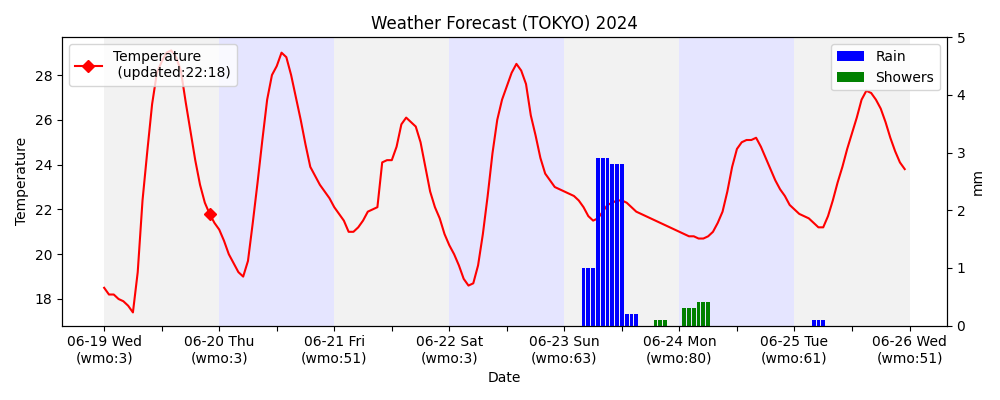 Weather Forecast (TOKYO) 2024
Temperature
(updated:22:18)
Rain
Showers
Temperature
28
26
24
22
20
18
5
4
3
2
1
0
mm
06-19 Wed
(wmo:3)
06-20 Thu
(wmo:3)
06-21 Fri
(wmo:51)
06-22 Sat
(wmo:3)
06-23 Sun
(wmo:63)
06-24 Mon
(wmo:80)
06-25 Tue
(wmo:61)
06-26 Wed
(wmo:51)
Date